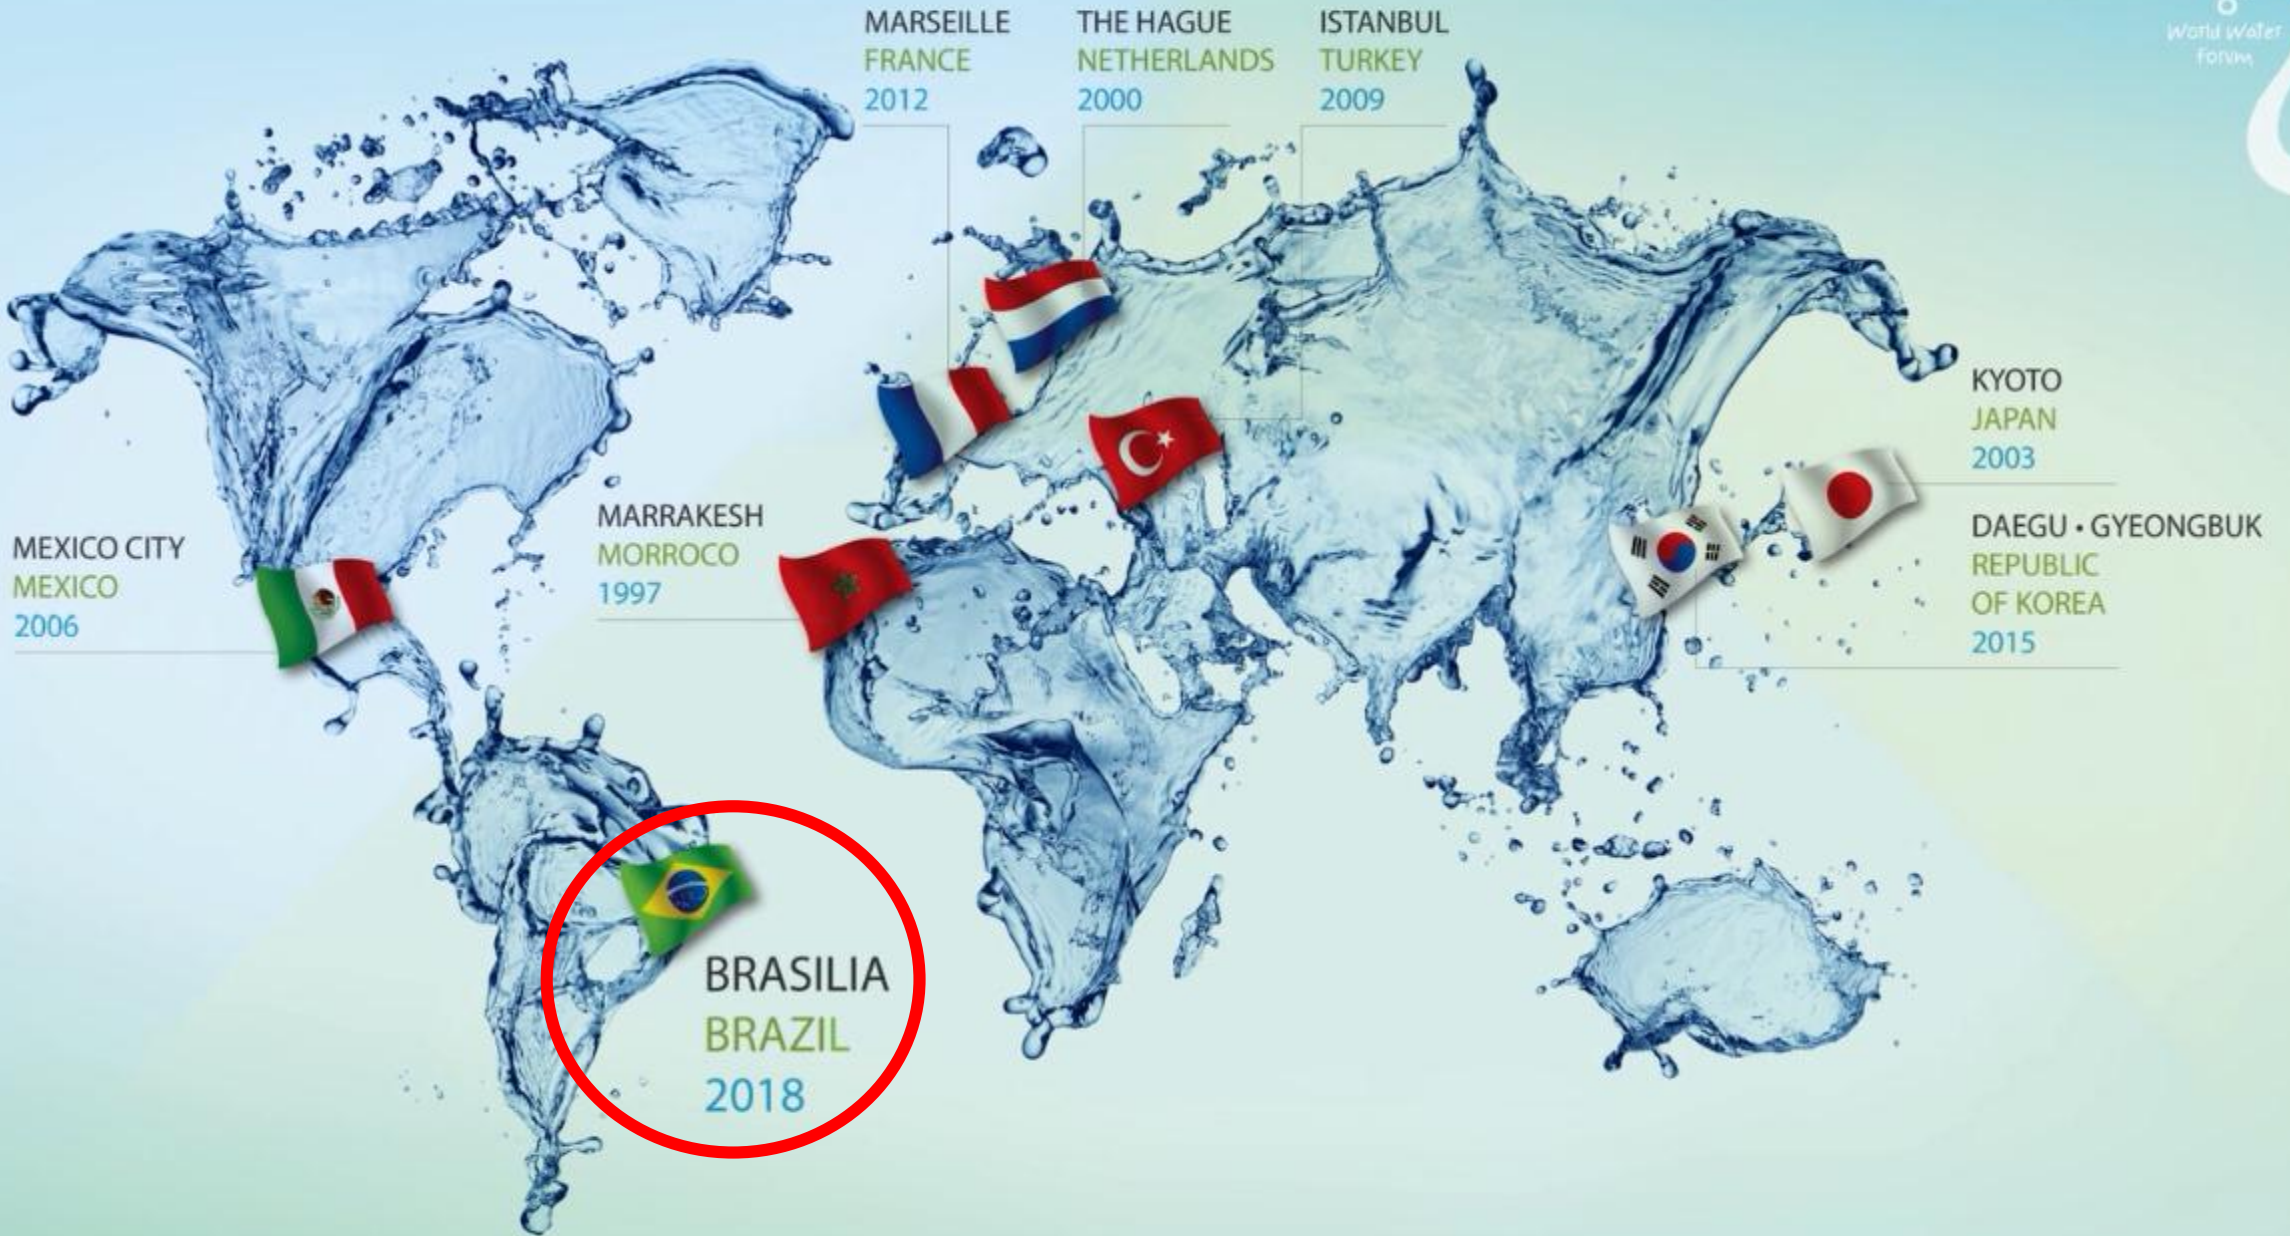 MARSEILLE
FRANCE
2012
THE HAGUE
NETHERLANDS
2000
ISTANBUL
TURKEY
2009
8
World Water
Forum
KYOTO
JAPAN
2003
DAEGU • GYEONGBUK
REPUBLIC
OF KOREA
2015
MARRAKESH
MORROCO
1997
MEXICO CITY
MEXICO
2006
BRASILIA
BRAZIL
2018